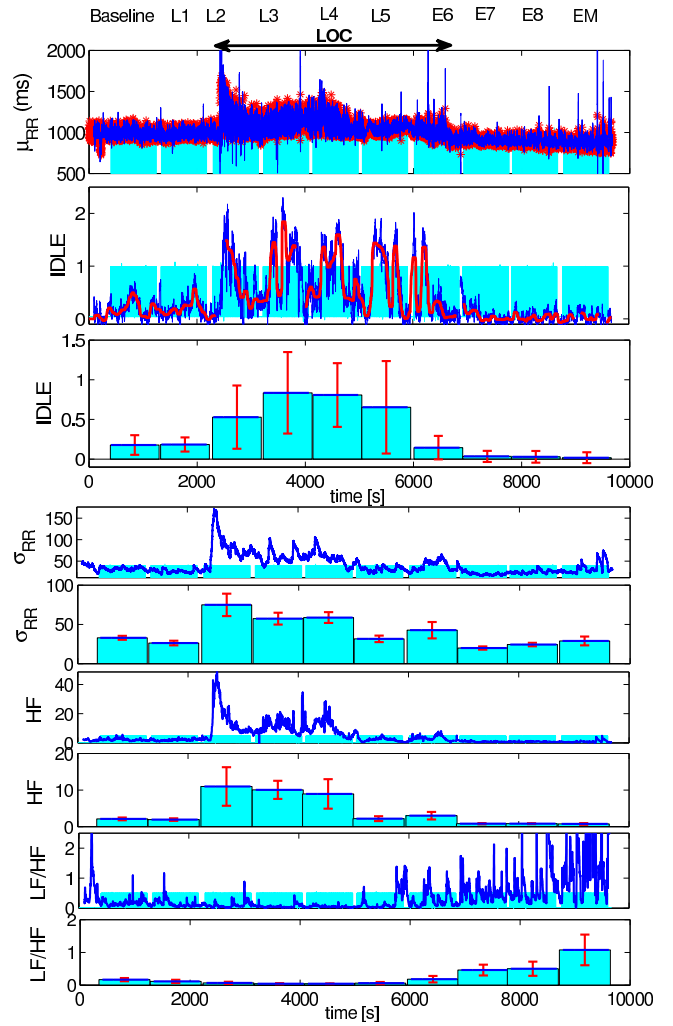 Baseline L1 L2 L3 L4 L5 E6 E7 E8 EM
LOC
2000
1500
1000
500
μRR (ms)
2
1
0
IDLE
1.5
1
0.5
0
IDLE
0 2000 4000 6000 8000 10000
time [s]
150
100
50
σRR
100
50
0
σRR
40
20
0
HF
20
10
0
HF
2
1
0
LF/HF
2
1
0
LF/HF
0 2000 4000 6000 8000 10000
time [s]